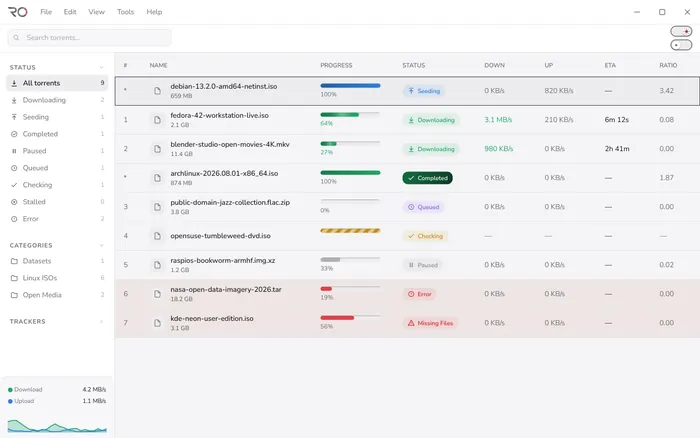 RO File Edit View Tools Help
Search torrents...
STATUS
All torrents 9
Downloading 2
Seeding 1
Completed 1
Paused 1
Queued 1
Checking 1
Stalled 0
Error 2
CATEGORIES
Datasets 1
Linux ISOs 6
Open Media 2
TRACKERS
Download 4.2 MB/s
Upload 1.1 MB/s
# NAME PROGRESS STATUS DOWN UP ETA RATIO
* debian-13.2.0-amd64-netinst.iso
659 MB 100% Seeding 0 KB/s 820 KB/s — 3.42
1 fedora-42-workstation-live.iso
2.1 GB 64% Downloading 3.1 MB/s 210 KB/s 6m 12s 0.08
2 blender-studio-open-movies-4K.mkv
11.4 GB 27% Downloading 980 KB/s 0 KB/s 2h 41m 0.00
* archlinux-2026.08.01-x86_64.iso
874 MB 100% Completed 0 KB/s 0 KB/s — 1.87
3 public-domain-jazz-collection.flac.zip
3.8 GB 0% Queued 0 KB/s 0 KB/s — 0.00
4 opensuse-tumbleweed-dvd.iso Checking — — — —
5 raspios-bookworm-armhf.img.xz
1.2 GB 33% Paused 0 KB/s 0 KB/s — 0.02
6 nasa-open-data-imagery-2026.tar
18.2 GB 19% Error 0 KB/s 0 KB/s — 0.00
7 kde-neon-user-edition.iso
3.1 GB 56% Missing Files 0 KB/s 0 KB/s — 0.00